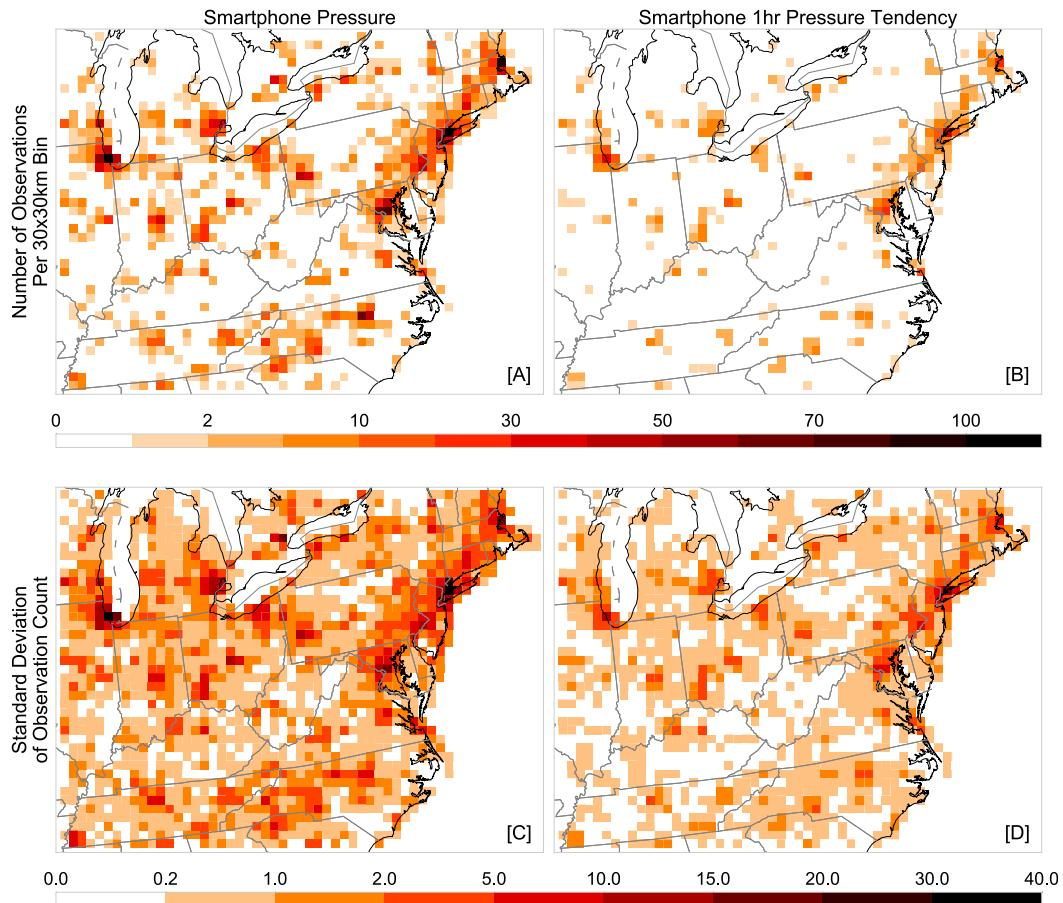 Smartphone Pressure
Smartphone 1hr Pressure Tendency
Number of Observations
Per 30x30km Bin
[A]
[B]
0 2 10 30 50 70 100
Standard Deviation
of Observation Count
[C]
[D]
0.0 0.2 1.0 2.0 5.0 10.0 15.0 20.0 30.0 40.0